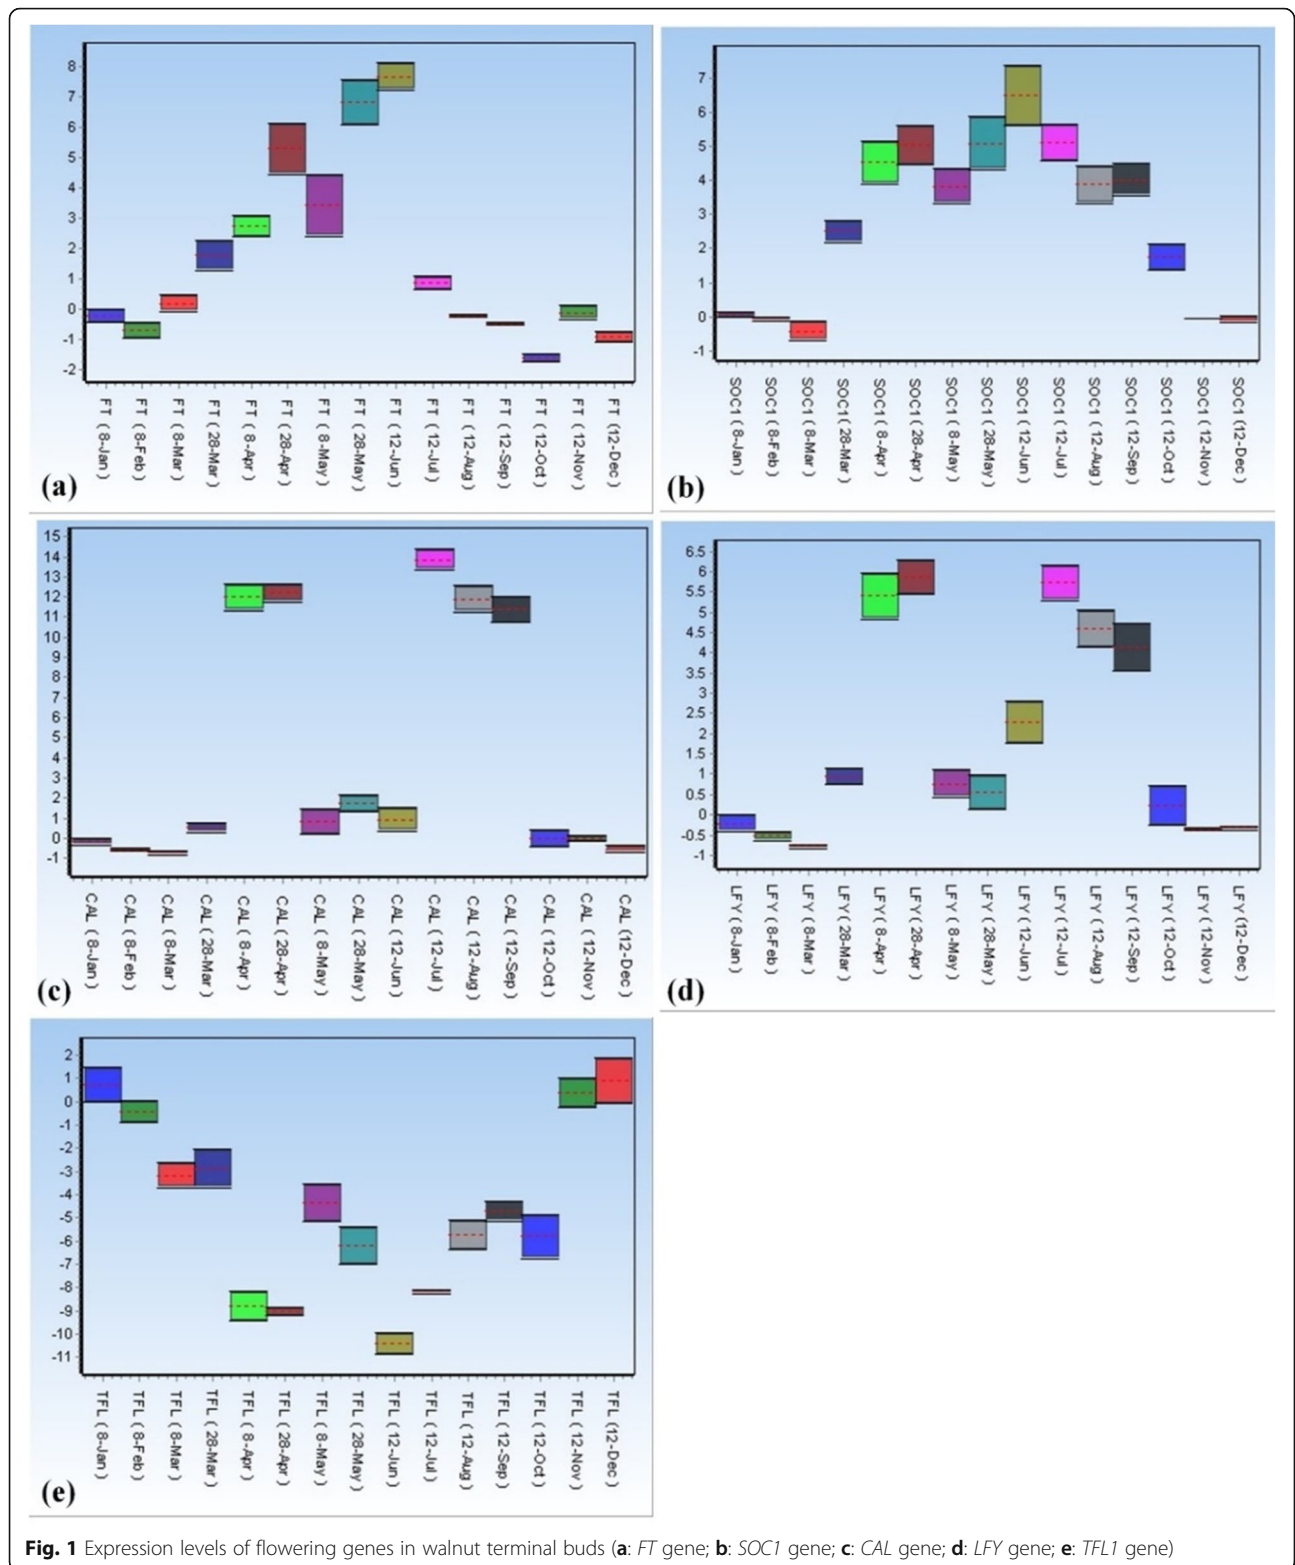 8
7
6
5
4
3
2
1
0
-1
-2
FT ( 8-Jan )
FT ( 8-Feb )
FT ( 8-Mar )
FT ( 28-Mar )
FT ( 8-Apr )
FT ( 28-Apr )
FT ( 8-May )
FT ( 28-May )
FT ( 12-Jun )
FT ( 12-Jul )
FT ( 12-Aug )
FT ( 12-Sep )
FT ( 12-Oct )
FT ( 12-Nov )
FT (12-Dec )
(a)
7
6
5
4
3
2
1
0
-1
SOC1 ( 8-Jan )
SOC1 ( 8-Feb )
SOC1 ( 8-Mar )
SOC1 ( 28-Mar )
SOC1 ( 8-Apr )
SOC1 ( 28-Apr )
SOC1 ( 8-May )
SOC1 ( 28-May )
SOC1 ( 12-Jun )
SOC1 ( 12-Jul )
SOC1 ( 12-Aug )
SOC1 ( 12-Sep )
SOC1 ( 12-Oct )
SOC1 ( 12-Nov )
SOC1 (12-Dec )
(b)
15
14
13
12
11
10
9
8
7
6
5
4
3
2
1
0
-1
CAL ( 8-Jan )
CAL ( 8-Feb )
CAL ( 8-Mar )
CAL ( 28-Mar )
CAL ( 8-Apr )
CAL ( 28-Apr )
CAL ( 8-May )
CAL ( 28-May )
CAL ( 12-Jun )
CAL ( 12-Jul )
CAL ( 12-Aug )
CAL ( 12-Sep )
CAL ( 12-Oct )
CAL ( 12-Nov )
CAL (12-Dec )
(c)
6.5
6
5.5
5
4.5
4
3.5
3
2.5
2
1.5
1
0.5
0
-0.5
-1
LFY ( 8-Jan )
LFY ( 8-Feb )
LFY ( 8-Mar )
LFY ( 28-Mar )
LFY ( 8-Apr )
LFY ( 28-Apr )
LFY ( 8-May )
LFY ( 28-May )
LFY ( 12-Jun )
LFY ( 12-Jul )
LFY ( 12-Aug )
LFY ( 12-Sep )
LFY ( 12-Oct )
LFY ( 12-Nov )
LFY (12-Dec )
(d)
2
1
0
-1
-2
-3
-4
-5
-6
-7
-8
-9
-10
-11
TFL ( 8-Jan )
TFL ( 8-Feb )
TFL ( 8-Mar )
TFL ( 28-Mar )
TFL ( 8-Apr )
TFL ( 28-Apr )
TFL ( 8-May )
TFL ( 28-May )
TFL ( 12-Jun )
TFL ( 12-Jul )
TFL ( 12-Aug )
TFL ( 12-Sep )
TFL ( 12-Oct )
TFL ( 12-Nov )
TFL (12-Dec )
(e)
Fig. 1 Expression levels of flowering genes in walnut terminal buds (a: FT gene; b: SOC1 gene; c: CAL gene; d: LFY gene; e: TFL1 gene)